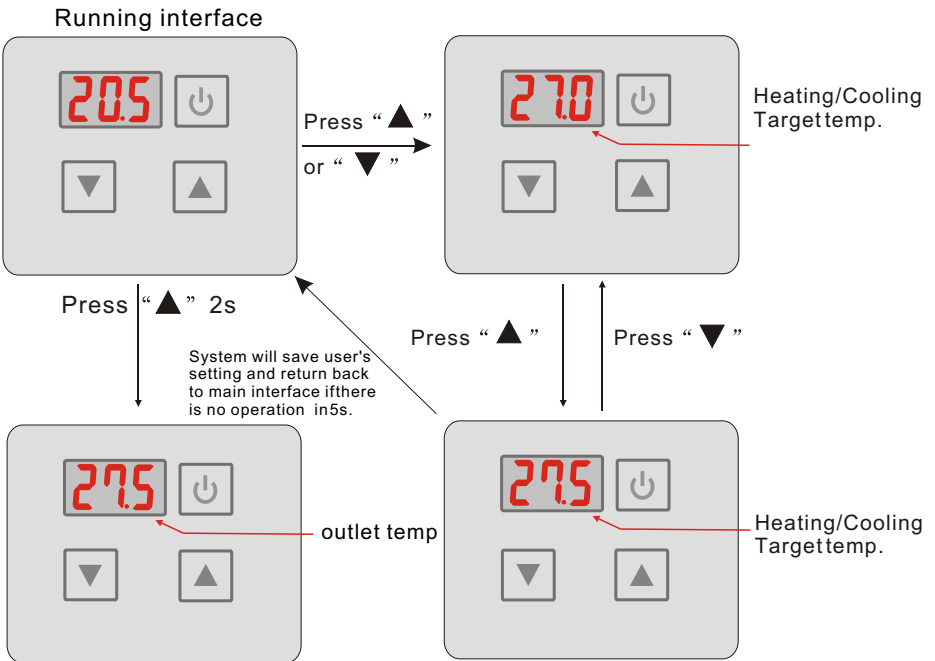 Running interface
20.5
Press “▲ ”
or “ ▼ ”
27.0
Heating/Cooling
Target temp.
Press “▲” 2s
System will save user's
setting and return back
to main interface ifthere
is no operation in5s.
Press “▲ ”
Press “▼ ”
27.5
outlet temp
27.5
Heating/Cooling
Target temp.